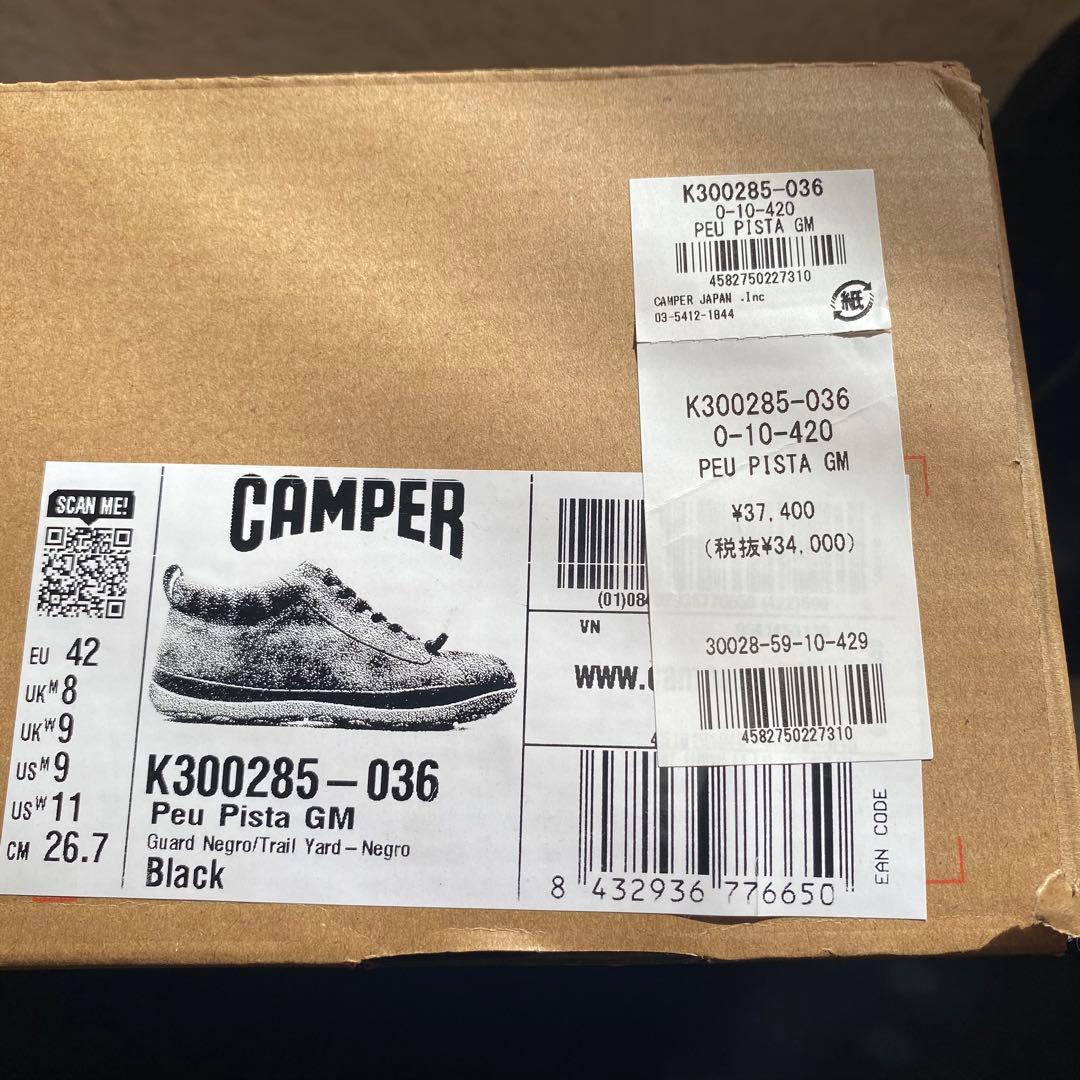 K300285-036
0-10-420
PEU PISTA GM
4582750227310
CAMPER JAPAN .Inc
03-5412-1844
紙
K300285-036
0-10-420
PEU PISTA GM
¥37,400
(税抜¥34,000)
30028-59-10-429
4582750227310
SCAN ME!
EU 42
UK M 8
UK W 9
US M 9
US W 11
CM 26.7
CAMPER
K300285-036
Peu Pista GM
Guard Negro/Trail Yard-Negro
Black
(01)08
VN
WWW.
8 432936 776650
EAN CODE